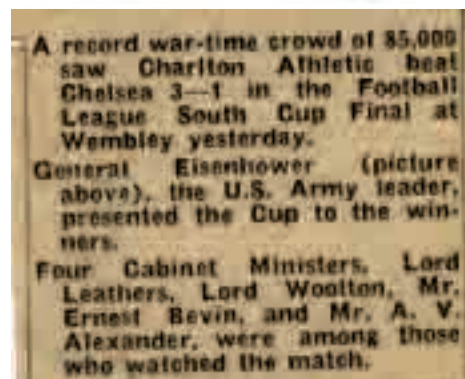 A record war-time crowd of 85,000
saw Charlton Athletic beat
Chelsea 3—1 in the Football
League South Cup Final at
Wembley yesterday.
General Eisenhower (picture
above), the U.S. Army leader,
presented the Cup to the win-
ners.
Four Cabinet Ministers, Lord
Leathers, Lord Woolton, Mr.
Ernest Bevin, and Mr. A. V.
Alexander, were among those
who watched the match.